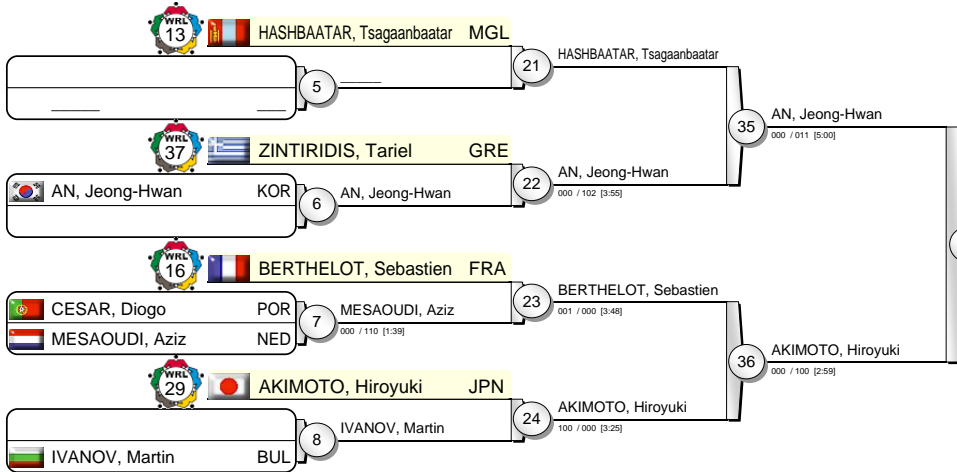 WRL 13 HASHBAATAR, Tsagaanbaatar MGL
21 HASHBAATAR, Tsagaanbaatar
5 _____
_____ ___
35 AN, Jeong-Hwan
000 / 011 [5:00]
WRL 37 ZINTIRIDIS, Tariel GRE
22 AN, Jeong-Hwan
000 / 102 [3:55]
AN, Jeong-Hwan KOR
6 AN, Jeong-Hwan
WRL 16 BERTHELOT, Sebastien FRA
23 BERTHELOT, Sebastien
001 / 000 [3:48]
CESAR, Diogo POR
7 MESAOUDI, Aziz
000 / 110 [1:39]
MESAOUDI, Aziz NED
36 AKIMOTO, Hiroyuki
000 / 100 [2:59]
WRL 29 AKIMOTO, Hiroyuki JPN
24 AKIMOTO, Hiroyuki
100 / 000 [3:25]
8 IVANOV, Martin
IVANOV, Martin BUL